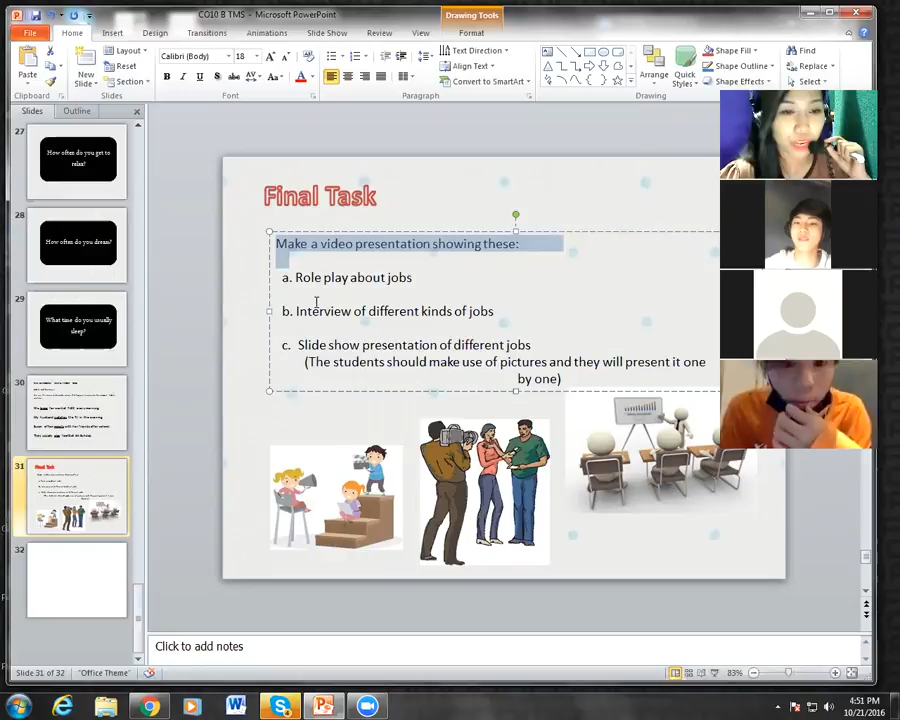 CO10 B TMS - Microsoft PowerPoint
Drawing Tools
File Home Insert Design Transitions Animations Slide Show Review View Format
Paste
Clipboard
New
Slide
Layout
Reset
Section
Slides
Calibri (Body) 18
B I U S abc AV Aa A
Font
Text Direction
Align Text
Convert to SmartArt
Paragraph
Arrange
Quick
Styles
Shape Fill
Shape Outline
Shape Effects
Drawing
Find
Replace
Select
Editing
Slides Outline
27
How often do you get to
relax?
28
How often do you dream?
29
What time do you usually
sleep?
30
31
Final Task
32
Final Task
Make a video presentation showing these:
a. Role play about jobs
b. Interview of different kinds of jobs
c. Slide show presentation of different jobs
(The students should make use of pictures and they will present it one
by one)
Click to add notes
Slide 31 of 32
"Office Theme"
83%
4:51 PM
10/21/2016